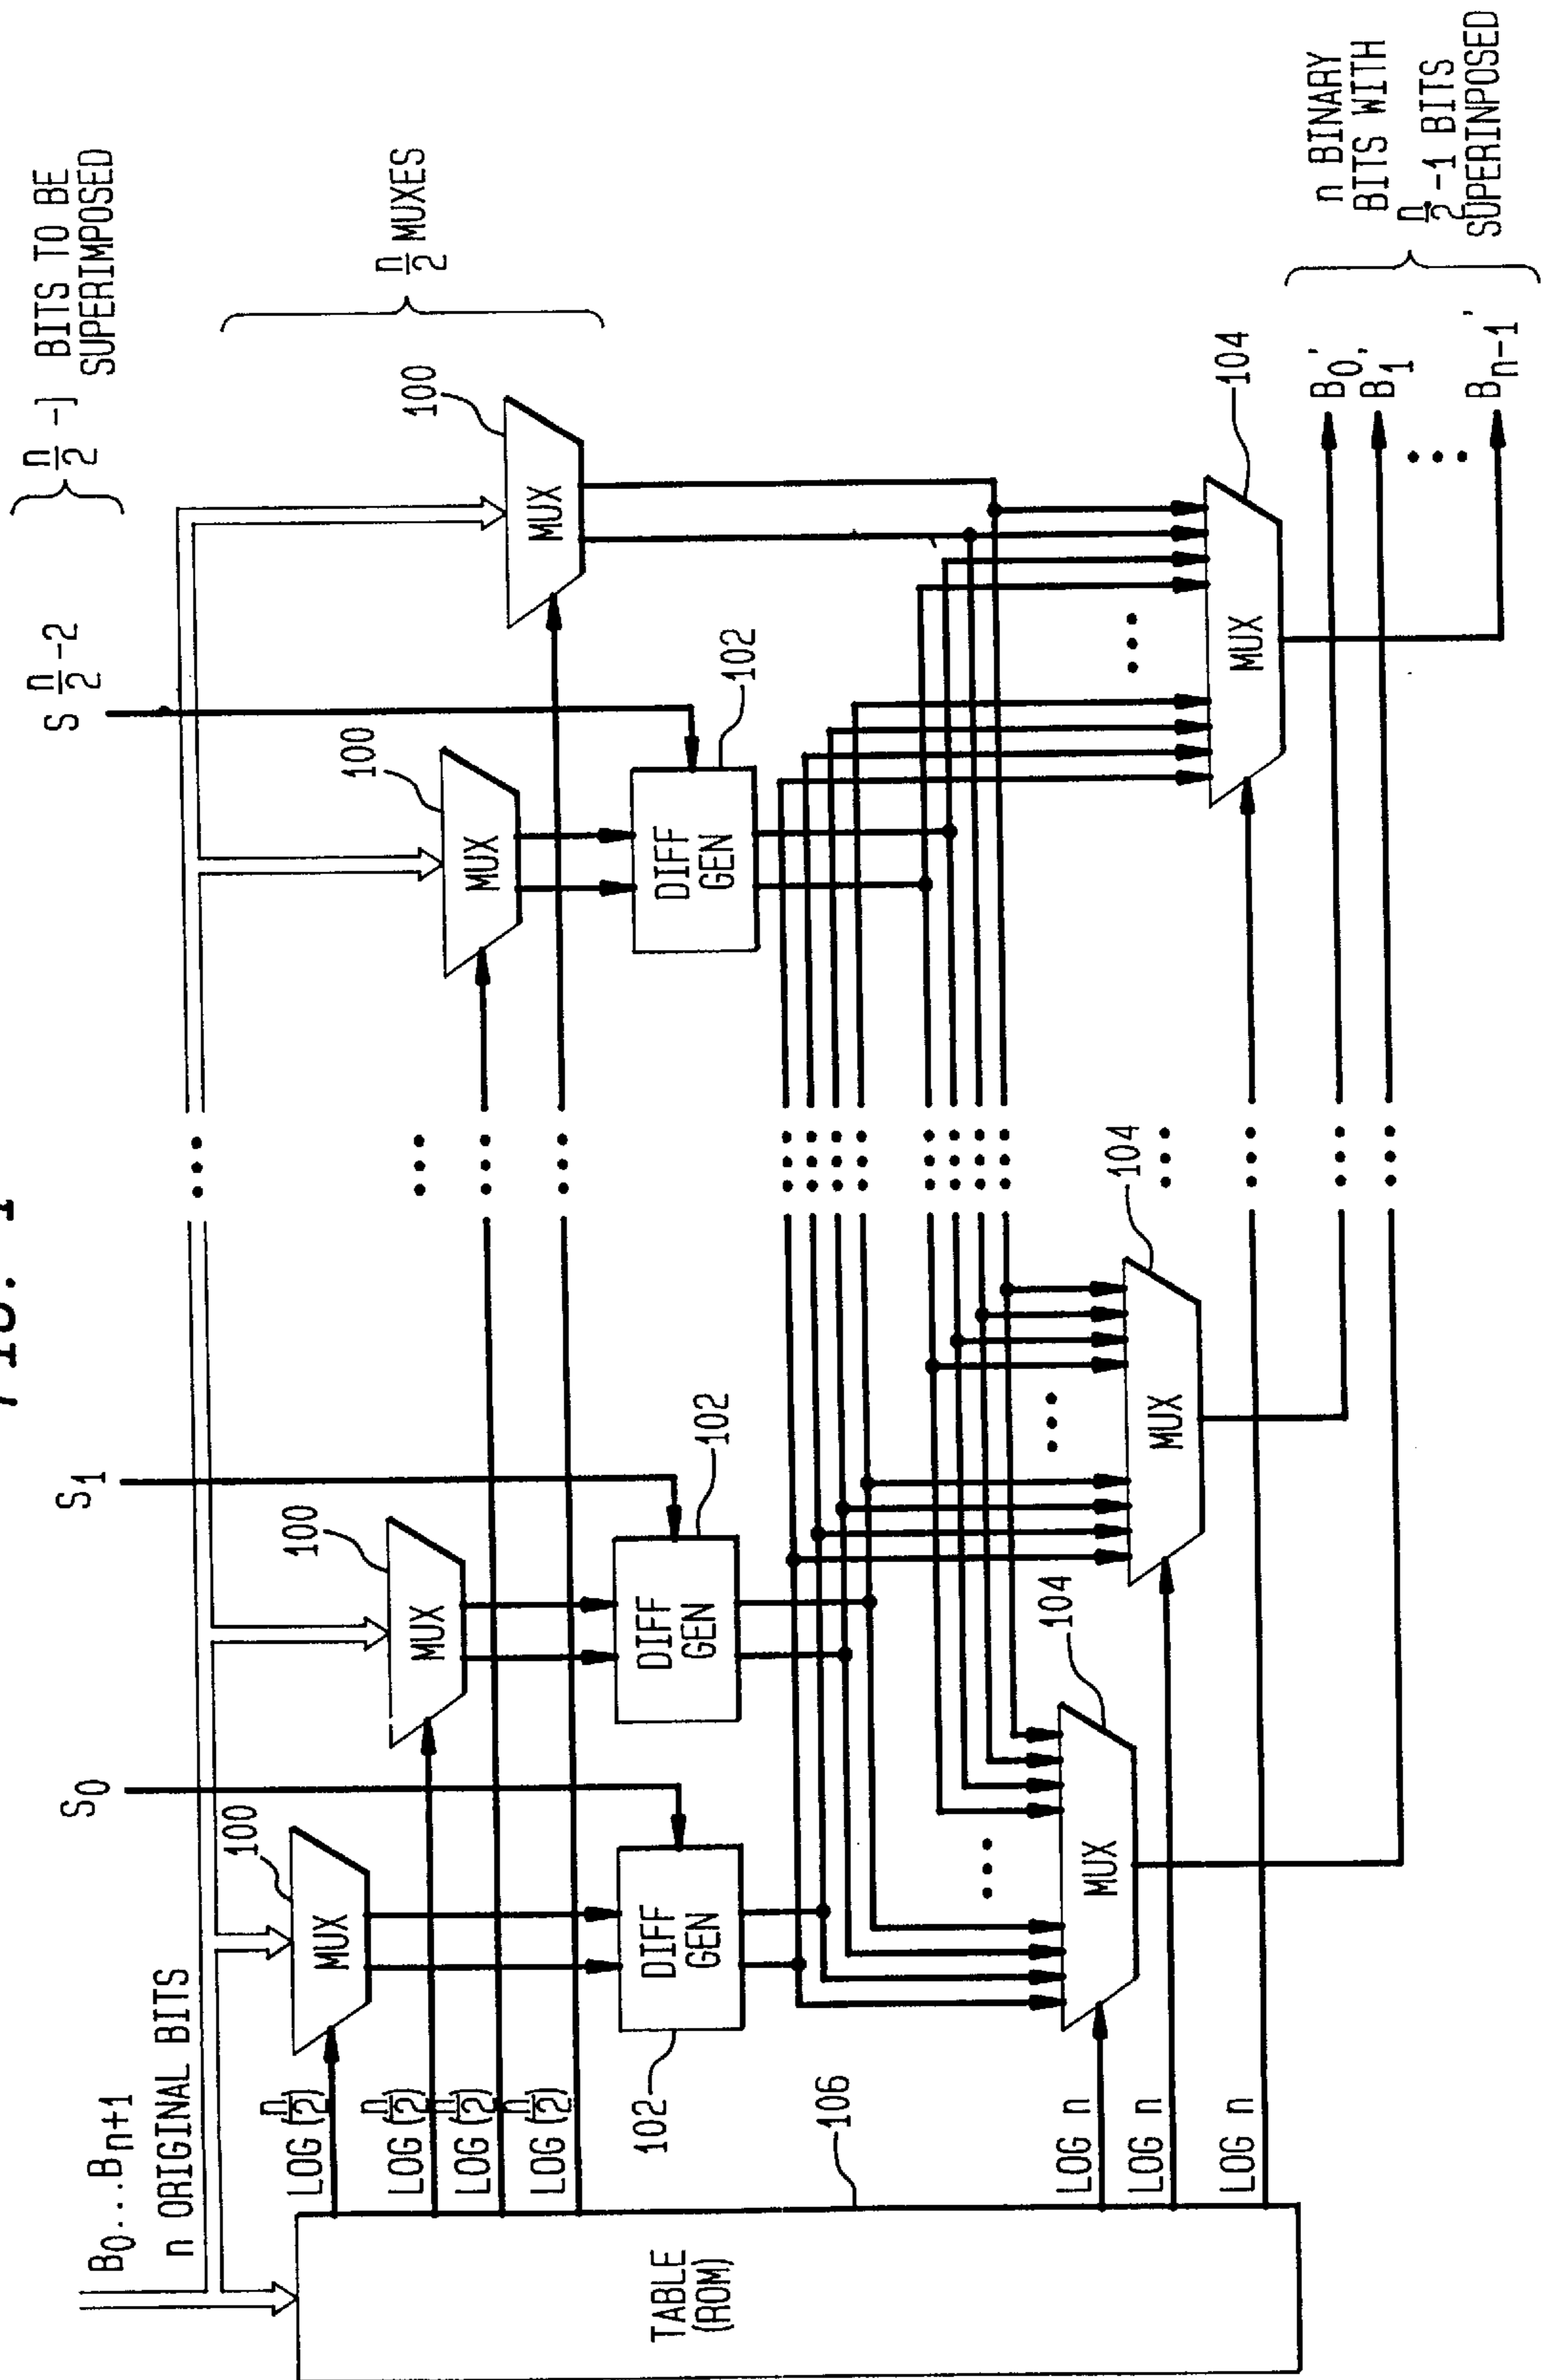 FIG. 1
B0...Bn+1
n ORIGINAL BITS
S0
S1
S n/2 -2
} n/2 -] BITS TO BE
SUPERIMPOSED
n/2 MUXES
100
MUX
100
MUX
100
MUX
100
MUX
LOG (n/2)
LOG (n/2)
LOG (n/2)
LOG (n/2)
102
DIFF
GEN
DIFF
GEN
102
DIFF
GEN
102
TABLE
(ROM)
106
LOG n
LOG n
LOG n
MUX
104
MUX
104
MUX
104
B0'
B1'
Bn-1'
n BINARY
BITS WITH
n/2 -1 BITS
SUPERINPOSED